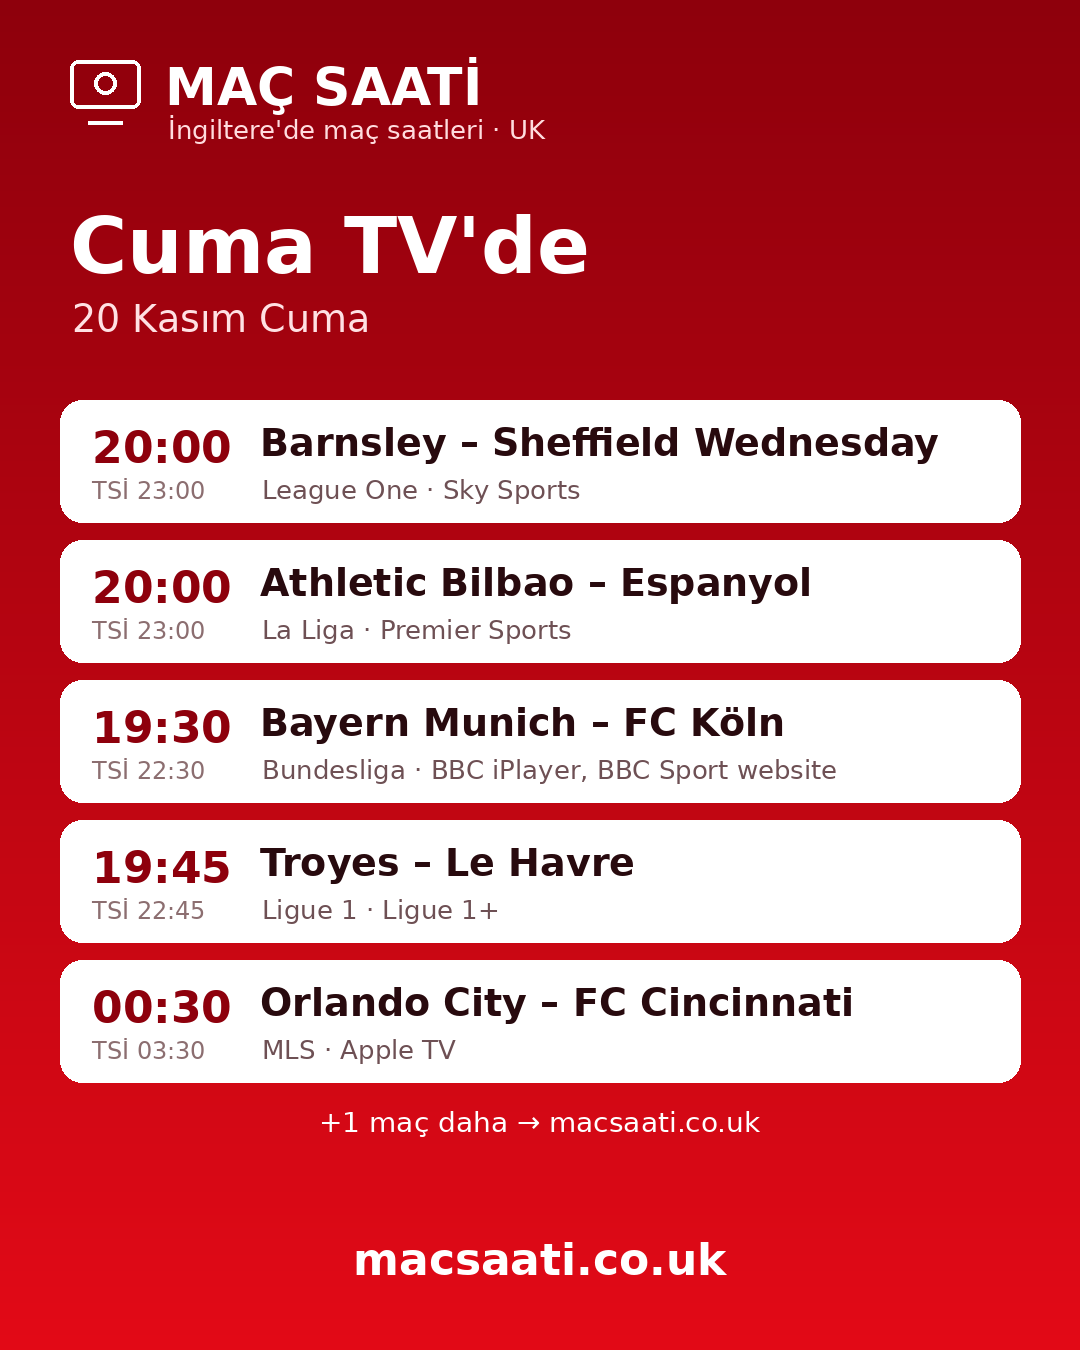 MAÇ SAATİ
İngiltere'de maç saatleri · UK
Cuma TV'de
20 Kasım Cuma
20:00 Barnsley – Sheffield Wednesday
TSİ 23:00 League One · Sky Sports
20:00 Athletic Bilbao – Espanyol
TSİ 23:00 La Liga · Premier Sports
19:30 Bayern Munich – FC Köln
TSİ 22:30 Bundesliga · BBC iPlayer, BBC Sport website
19:45 Troyes – Le Havre
TSİ 22:45 Ligue 1 · Ligue 1+
00:30 Orlando City – FC Cincinnati
TSİ 03:30 MLS · Apple TV
+1 maç daha → macsaati.co.uk
macsaati.co.uk